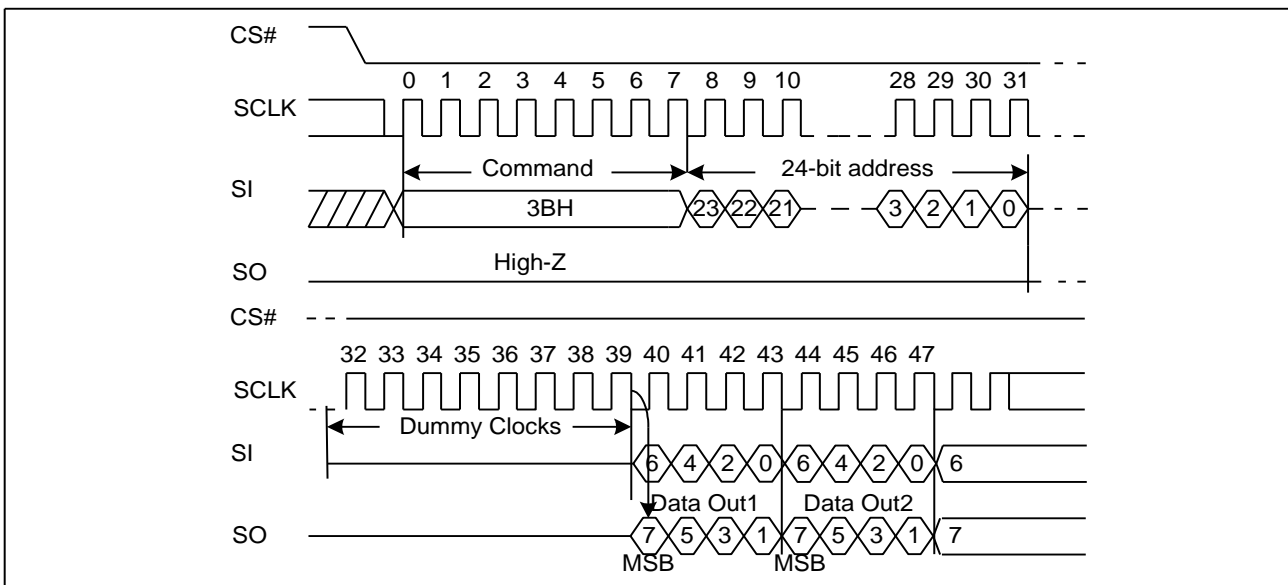 CS#
0 1 2 3 4 5 6 7 8 9 10 28 29 30 31
SCLK
Command 24-bit address
SI
3BH 23 22 21 3 2 1 0
High-Z
SO
CS#
32 33 34 35 36 37 38 39 40 41 42 43 44 45 46 47
SCLK
Dummy Clocks
SI
6 4 2 0 6 4 2 0 6
Data Out1 Data Out2
SO
7 5 3 1 7 5 3 1 7
MSB MSB